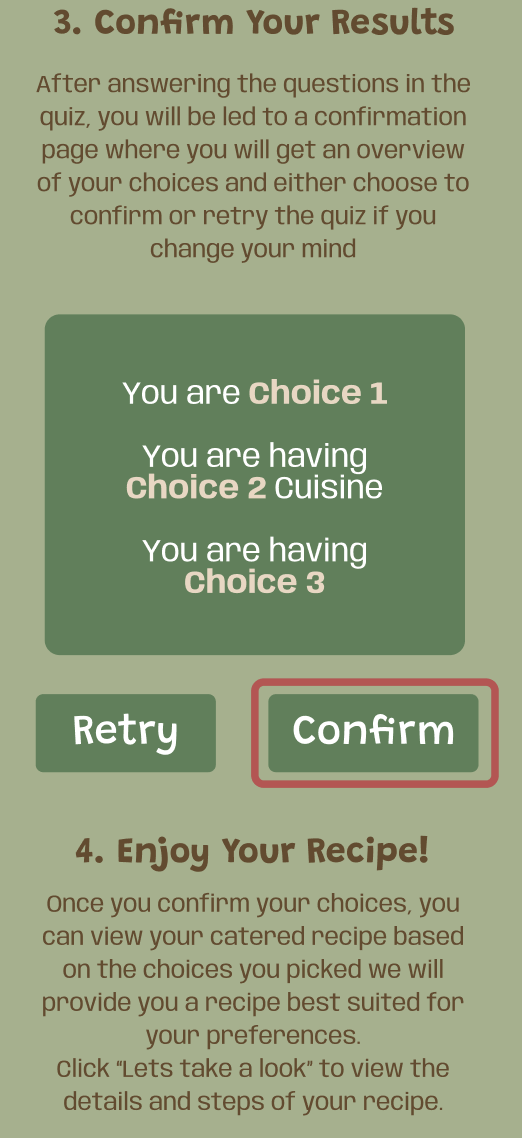 3. Confirm Your Results
After answering the questions in the
quiz, you will be led to a confirmation
page where you will get an overview
of your choices and either choose to
confirm or retry the quiz if you
change your mind
You are Choice 1
You are having
Choice 2 Cuisine
You are having
Choice 3
Retry
Confirm
4. Enjoy Your Recipe!
Once you confirm your choices, you
can view your catered recipe based
on the choices you picked we will
provide you a recipe best suited for
your preferences.
Click “Lets take a look” to view the
details and steps of your recipe.